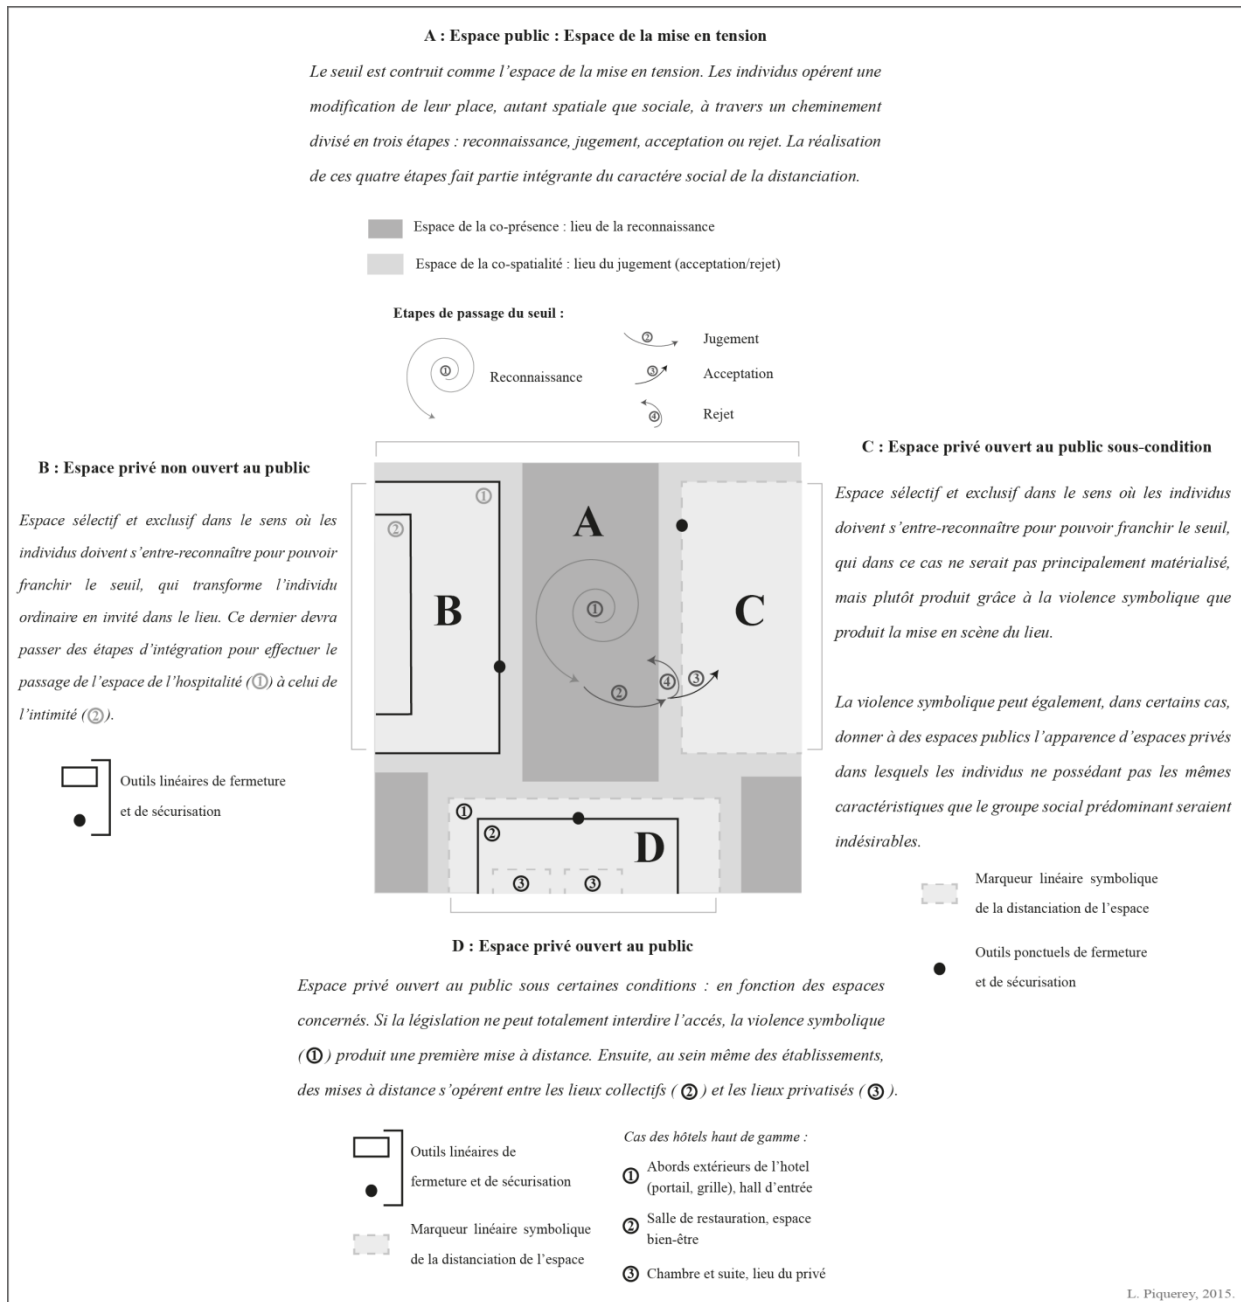 A : Espace public : Espace de la mise en tension
Le seuil est contruit comme l'espace de la mise en tension. Les individus opérent une
modification de leur place, autant spatiale que sociale, à travers un cheminement
divisé en trois étapes : reconnaissance, jugement, acceptation ou rejet. La réalisation
de ces quatre étapes fait partie intégrante du caractére social de la distanciation.
Espace de la co-présence : lieu de la reconnaissance
Espace de la co-spatialité : lieu du jugement (acceptation/rejet)
Etapes de passage du seuil :
① Reconnaissance
② Jugement
③ Acceptation
④ Rejet
B : Espace privé non ouvert au public
Espace sélectif et exclusif dans le sens où les
individus doivent s'entre-reconnaître pour pouvoir
franchir le seuil, qui transforme l'individu
ordinaire en invité dans le lieu. Ce dernier devra
passer des étapes d'intégration pour effectuer le
passage de l'espace de l'hospitalité (①) à celui de
l'intimité (②).
Outils linéaires de fermeture
et de sécurisation
①
②
B
A
①
②
④
③
C
①
②
D
③
③
C : Espace privé ouvert au public sous-condition
Espace sélectif et exclusif dans le sens où les individus
doivent s'entre-reconnaître pour pouvoir franchir le seuil,
qui dans ce cas ne serait pas principalement matérialisé,
mais plutôt produit grâce à la violence symbolique que
produit la mise en scène du lieu.
La violence symbolique peut également, dans certains cas,
donner à des espaces publics l'apparence d'espaces privés
dans lesquels les individus ne possédant pas les mêmes
caractéristiques que le groupe social prédominant seraient
indésirables.
Marqueur linéaire symbolique
de la distanciation de l'espace
Outils ponctuels de fermeture
et de sécurisation
D : Espace privé ouvert au public
Espace privé ouvert au public sous certaines conditions : en fonction des espaces
concernés. Si la législation ne peut totalement interdire l'accés, la violence symbolique
(①) produit une première mise à distance. Ensuite, au sein même des établissements,
des mises à distance s'opérent entre les lieux collectifs (②) et les lieux privatisés (③).
Outils linéaires de
fermeture et de sécurisation
Marqueur linéaire symbolique
de la distanciation de l'espace
Cas des hôtels haut de gamme :
① Abords extérieurs de l'hotel
(portail, grille), hall d'entrée
② Salle de restauration, espace
bien-être
③ Chambre et suite, lieu du privé
L. Piquerey, 2015.